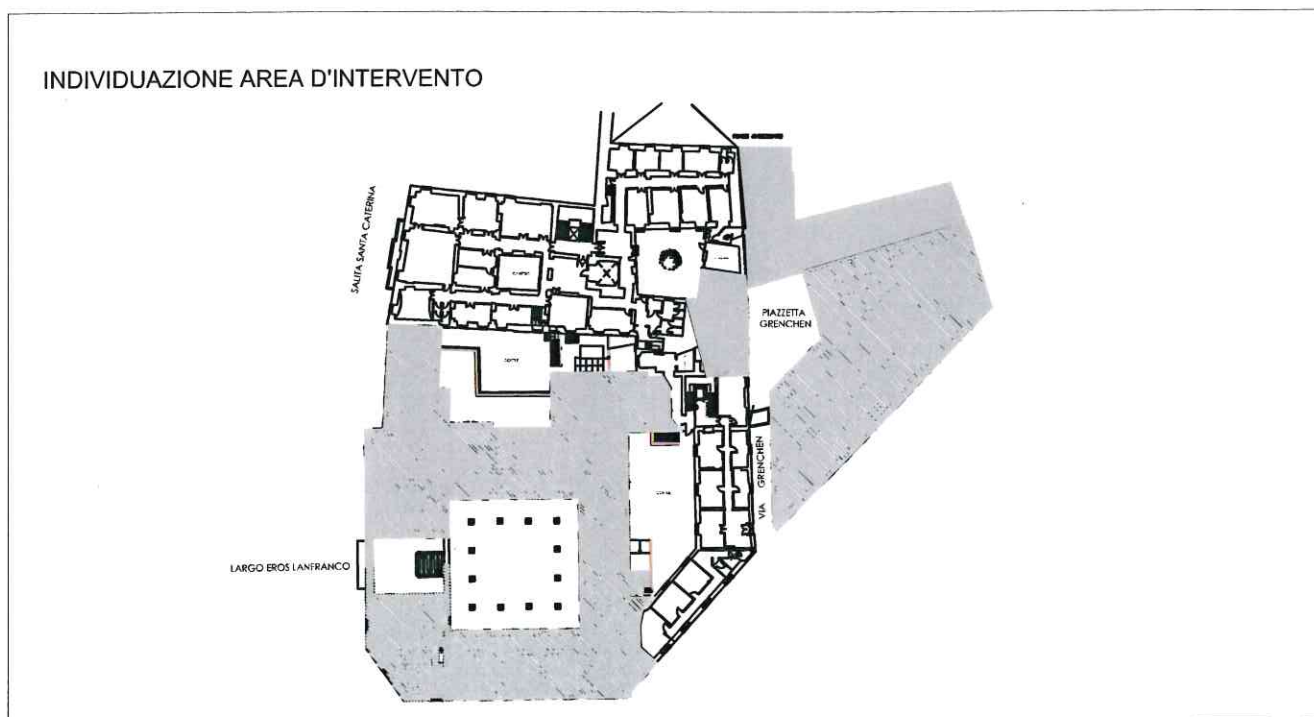 INDIVIDUAZIONE AREA D'INTERVENTO
SALITA SANTA CATERINA
PIAZZETTA
GRENCHEN
VIA GRENCHEN
LARGO EROS LANFRANCO